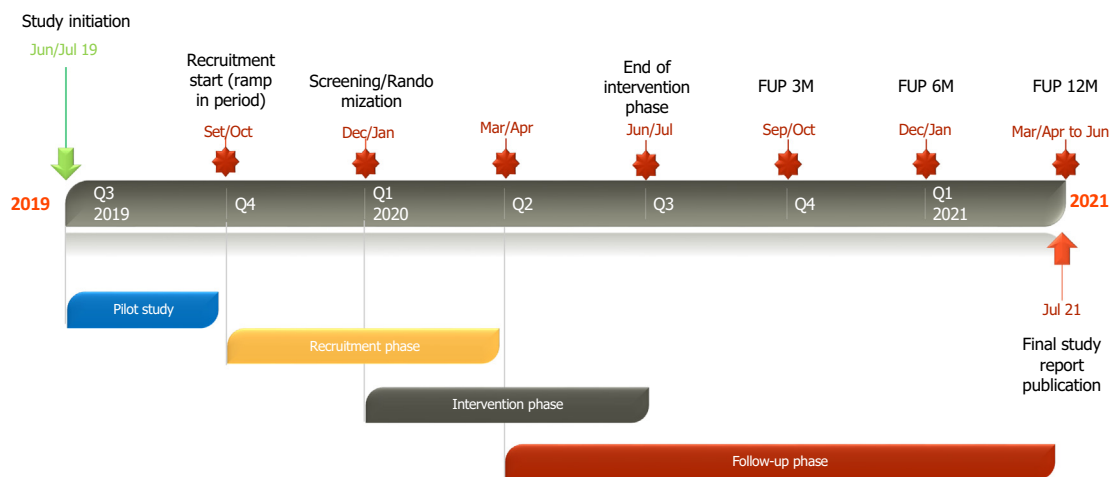 Study initiation
Jun/Jul 19
Recruitment
start (ramp
in period)
Set/Oct
Screening/Rando
mization
Dec/Jan
Mar/Apr
End of
intervention
phase
Jun/Jul
FUP 3M
Sep/Oct
FUP 6M
Dec/Jan
FUP 12M
Mar/Apr to Jun
2019
Q3
2019
Q4
Q1
2020
Q2
Q3
Q4
Q1
2021
2021
Pilot study
Recruitment phase
Intervention phase
Follow-up phase
Jul 21
Final study
report
publication